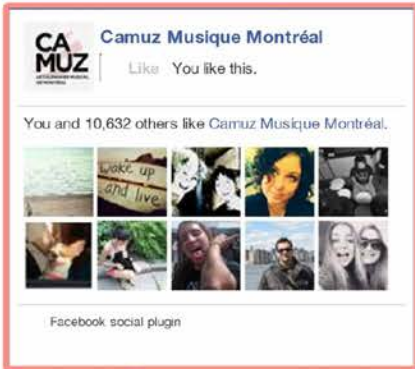 CA
MUZ
Camuz Musique Montréal
Like You like this.
You and 10,632 others like Camuz Musique Montréal.
wake up
and live
Facebook social plugin